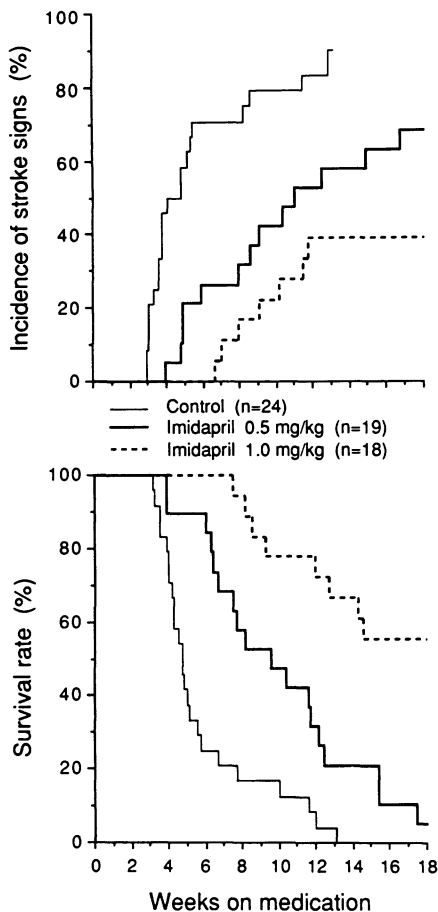 Incidence of stroke signs (%)
100
80
60
40
20
0
Control (n=24)
Imidapril 0.5 mg/kg (n=19)
Imidapril 1.0 mg/kg (n=18)
Survival rate (%)
100
80
60
40
20
0
0 2 4 6 8 10 12 14 16 18
Weeks on medication